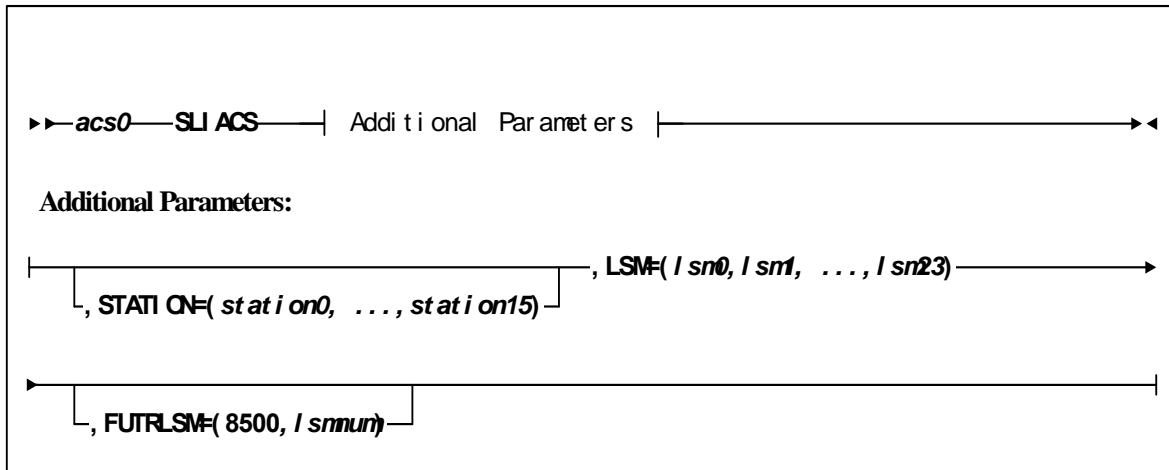 acs0 SLIACS Additional Parameters
Additional Parameters:
, LSM=(lsm0, lsm1, ..., lsm23)
, STATION=(station0, ..., station15)
, FUTRLSM=(8500, lsmnum)